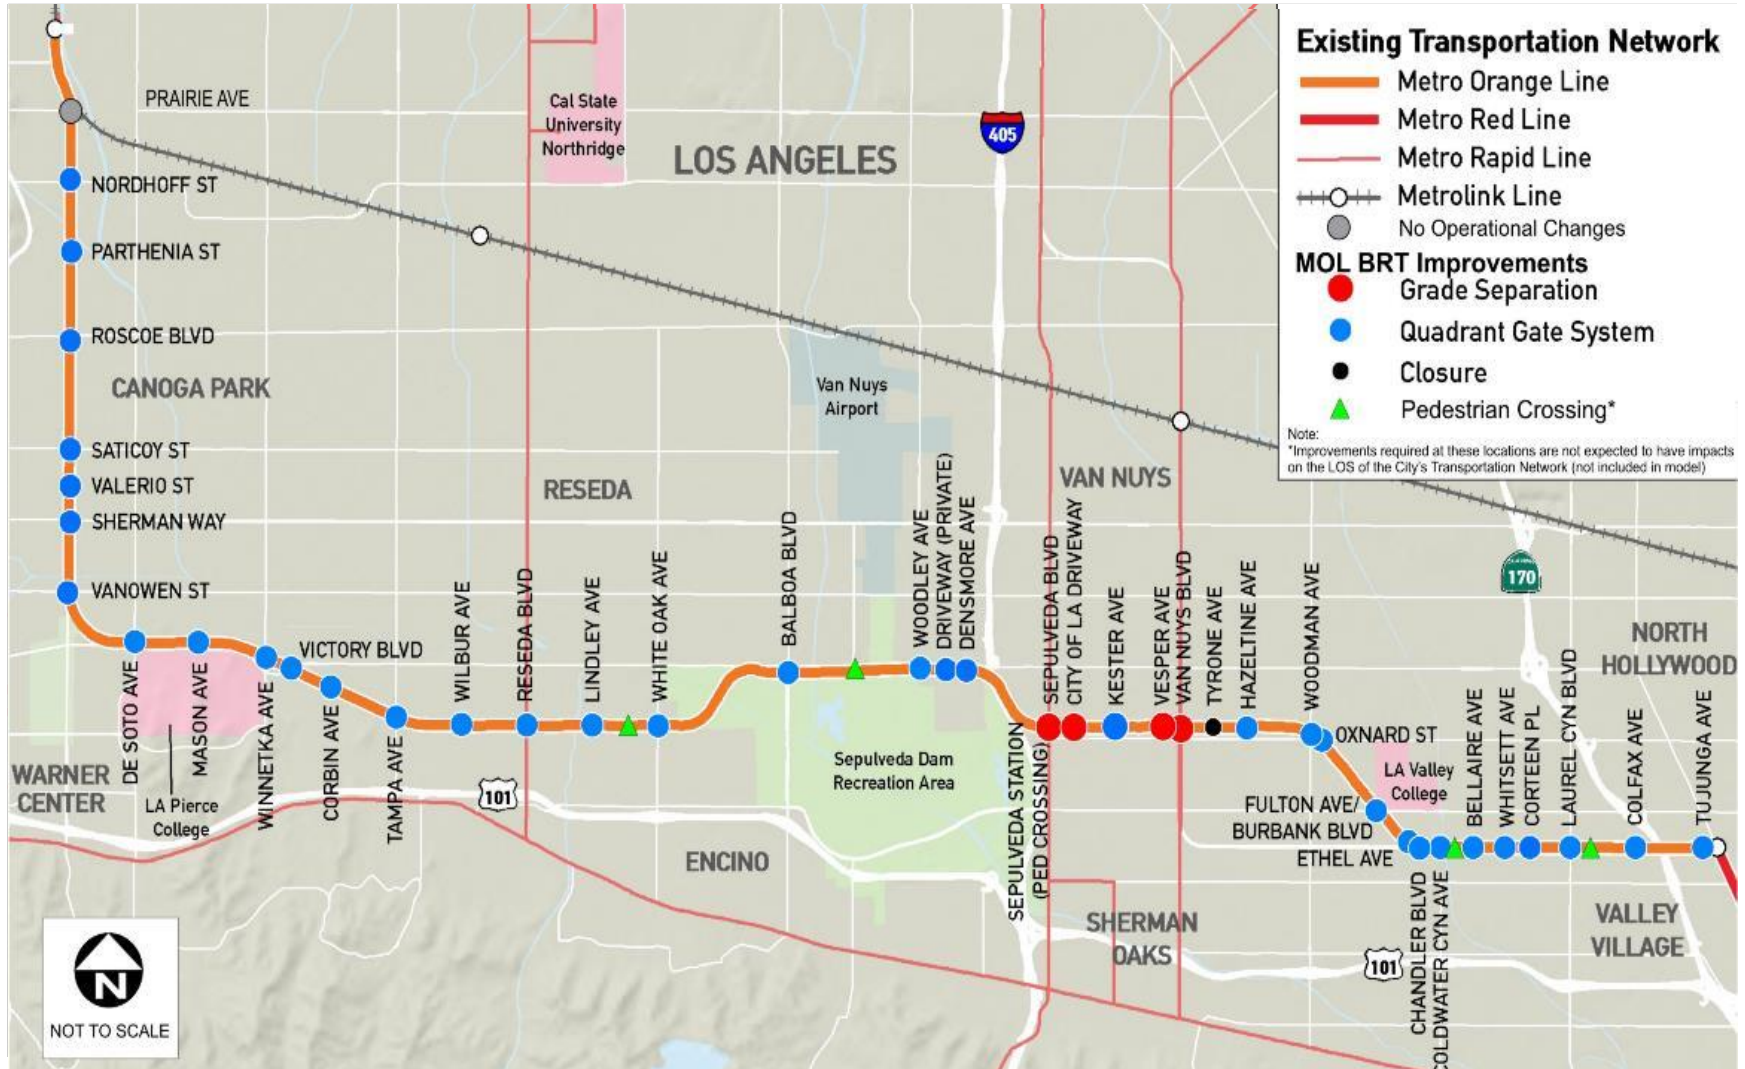 PRAIRIE AVE
Cal State
University
Northridge
405
LOS ANGELES
NORDHOFF ST
PARTHENIA ST
ROSCOE BLVD
CANOGA PARK
SATICOY ST
VALERIO ST
SHERMAN WAY
VANOWEN ST
RESEDA
Van Nuys
Airport
VAN NUYS
Existing Transportation Network
Metro Orange Line
Metro Red Line
Metro Rapid Line
Metrolink Line
No Operational Changes
MOL BRT Improvements
Grade Separation
Quadrant Gate System
Closure
Pedestrian Crossing*
Note:
*Improvements required at these locations are not expected to have impacts
on the LOS of the City's Transportation Network (not included in model)
170
NORTH
HOLLYWOOD
DE SOTO AVE
MASON AVE
WINNETKA AVE
VICTORY BLVD
CORBIN AVE
TAMPA AVE
WILBUR AVE
RESEDA BLVD
LINDLEY AVE
WHITE OAK AVE
BALBOA BLVD
WOODLEY AVE
DRIVEWAY (PRIVATE)
DENSMORE AVE
SEPULVEDA STATION
(PED CROSSING)
SEPULVEDA BLVD
CITY OF LA DRIVEWAY
KESTER AVE
VESPER AVE
VAN NUYS BLVD
TYRONE AVE
HAZELTINE AVE
WOODMAN AVE
OXNARD ST
LA Valley
College
FULTON AVE/
BURBANK BLVD
ETHEL AVE
CHANDLER BLVD
COLDWATER CYN AVE
BELLAIRE AVE
WHITSETT AVE
CORTEEN PL
LAUREL CYN BLVD
COLFAX AVE
TUJUNGA AVE
WARNER
CENTER
LA Pierce
College
101
Sepulveda Dam
Recreation Area
ENCINO
SHERMAN
OAKS
101
VALLEY
VILLAGE
N
NOT TO SCALE